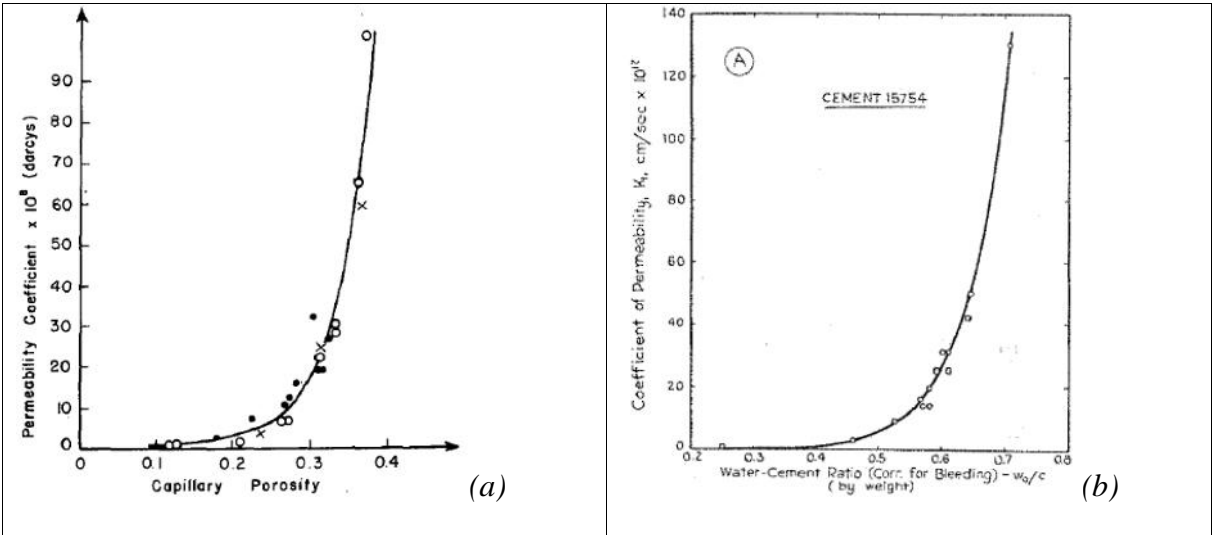 Permeability Coefficient x 10⁸ (darcys)
90
80
70
60
50
40
30
20
10
0
0 0.1 0.2 0.3 0.4
Capillary Porosity
(a)
Coefficient of Permeability, K₁, cm/sec x 10¹²
140
120
100
80
60
40
20
0
A
CEMENT 15754
0.2 0.3 0.4 0.5 0.6 0.7 0.8
Water-Cement Ratio (Corr. for Bleeding) – w₀/c
(by weight)
(b)